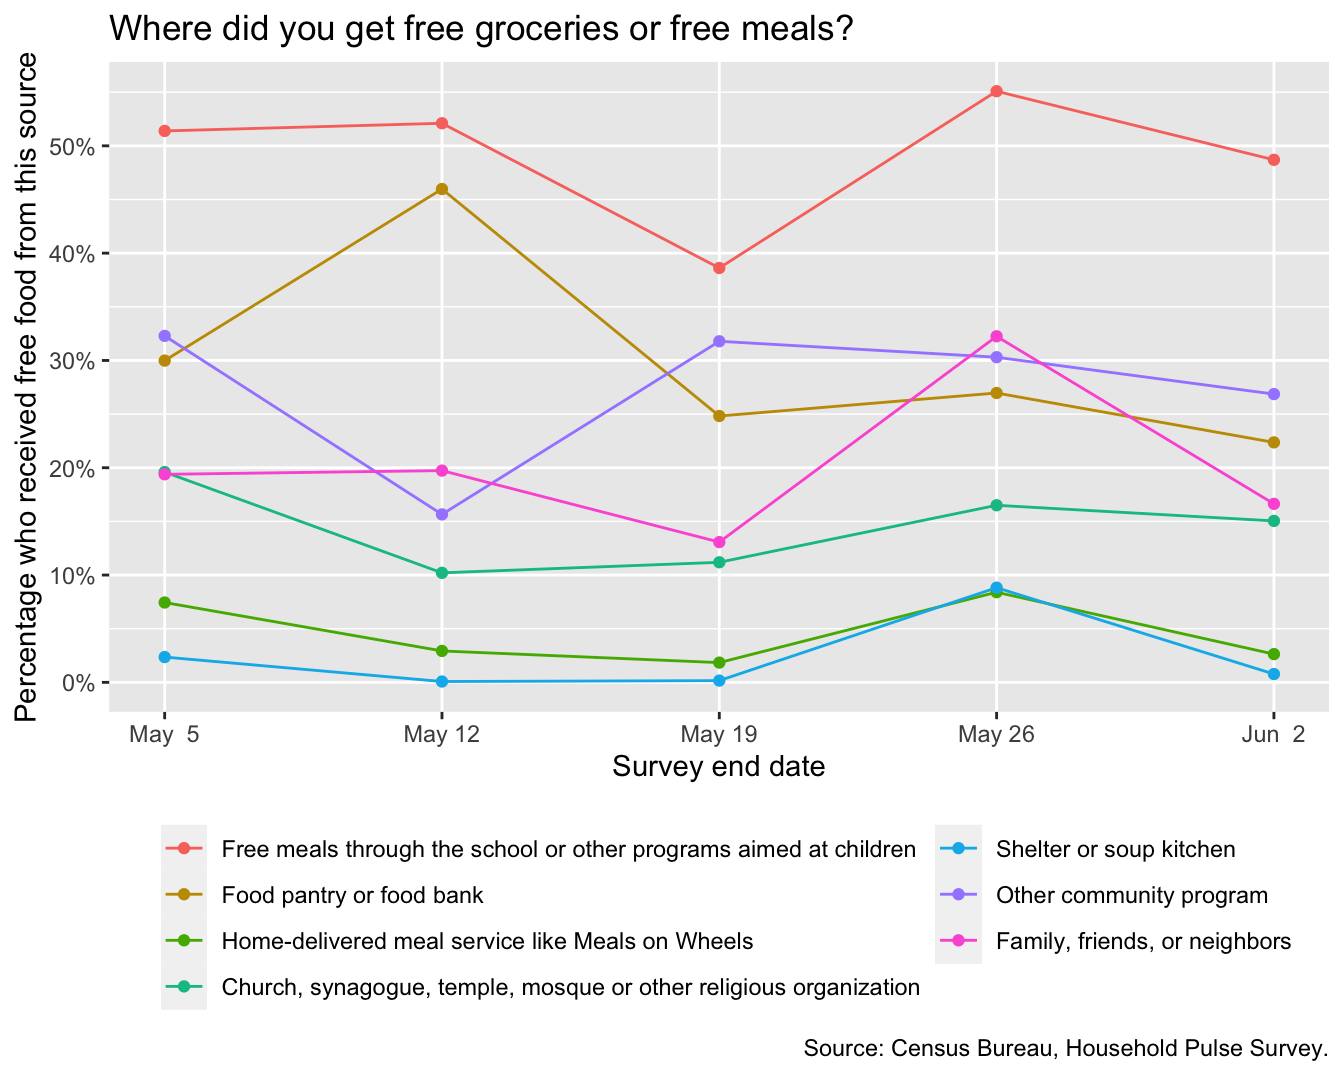 Where did you get free groceries or free meals?
Percentage who received free food from this source
50%
40%
30%
20%
10%
0%
May  5
May 12
May 19
May 26
Jun  2
Survey end date
Free meals through the school or other programs aimed at children
Food pantry or food bank
Home-delivered meal service like Meals on Wheels
Church, synagogue, temple, mosque or other religious organization
Shelter or soup kitchen
Other community program
Family, friends, or neighbors
Source: Census Bureau, Household Pulse Survey.